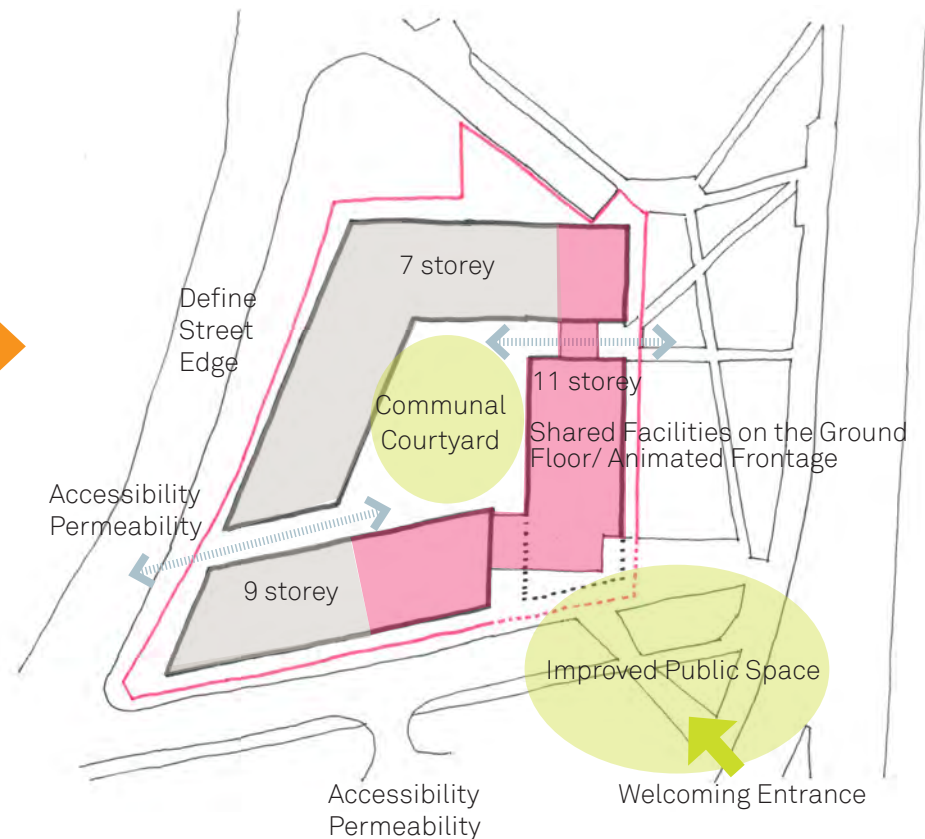 7 storey
Define
Street
Edge
11 storey
Communal
Courtyard
Shared Facilities on the Ground
Floor/ Animated Frontage
Accessibility
Permeability
9 storey
Improved Public Space
Welcoming Entrance
Accessibility
Permeability